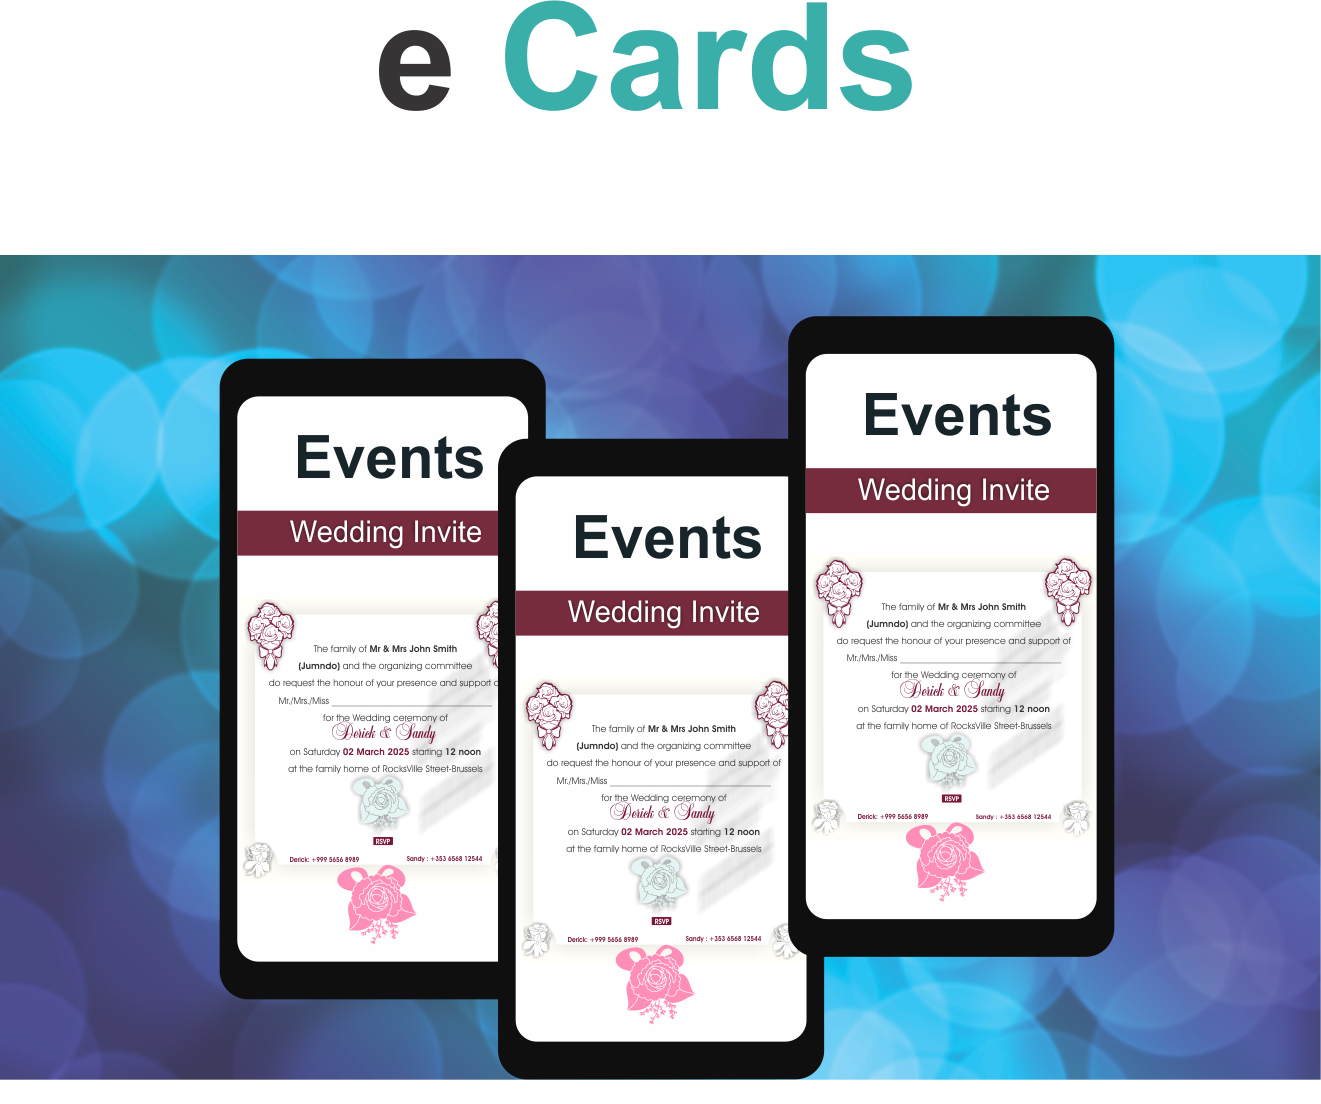 e Cards
Events
Wedding Invite
The family of Mr & Mrs John Smith
(Jumndo) and the organizing committee
do request the honour of your presence and support o
Mr./Mrs./Miss ________________
for the Wedding ceremony of
Derick & Sandy
on Saturday 02 March 2025 starting 12 noon
at the family home of RocksVille Street-Brussels
RSVP
Derick: +999 5656 8989 Sandy : +353 6568 12544
Events
Wedding Invite
The family of Mr & Mrs John Smith
(Jumndo) and the organizing committee
do request the honour of your presence and support of
Mr./Mrs./Miss ________________
for the Wedding ceremony of
Derick & Sandy
on Saturday 02 March 2025 starting 12 noon
at the family home of RocksVille Street-Brussels
RSVP
Derick: +999 5656 8989 Sandy : +353 6568 12544
Events
Wedding Invite
The family of Mr & Mrs John Smith
(Jumndo) and the organizing committee
do request the honour of your presence and support of
Mr./Mrs./Miss ________________
for the Wedding ceremony of
Derick & Sandy
on Saturday 02 March 2025 starting 12 noon
at the family home of RocksVille Street-Brussels
RSVP
Derick: +999 5656 8989 Sandy : +353 6568 12544